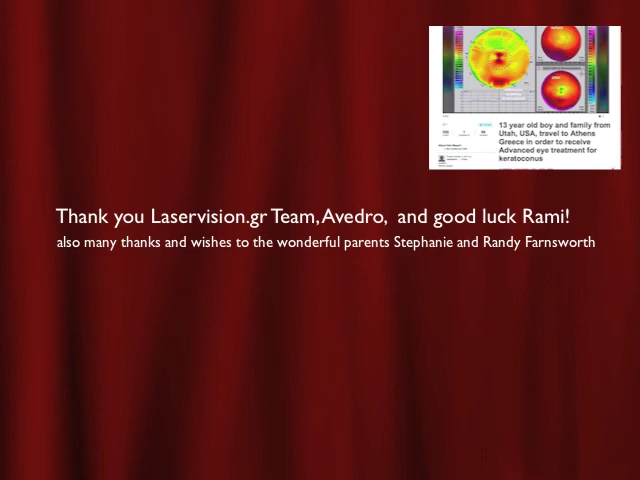 13 year old boy and family from
Utah, USA, travel to Athens
Greece in order to receive
Advanced eye treatment for
keratoconus
Thank you Laservision.gr Team, Avedro, and good luck Rami!
also many thanks and wishes to the wonderful parents Stephanie and Randy Farnsworth